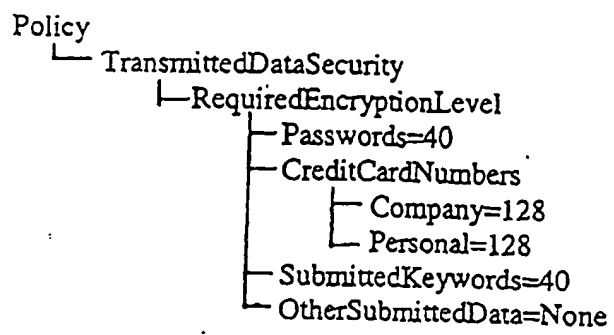 Policy
TransmittedDataSecurity
RequiredEncryptionLevel
Passwords=40
CreditCardNumbers
Company=128
Personal=128
SubmittedKeywords=40
OtherSubmittedData=None